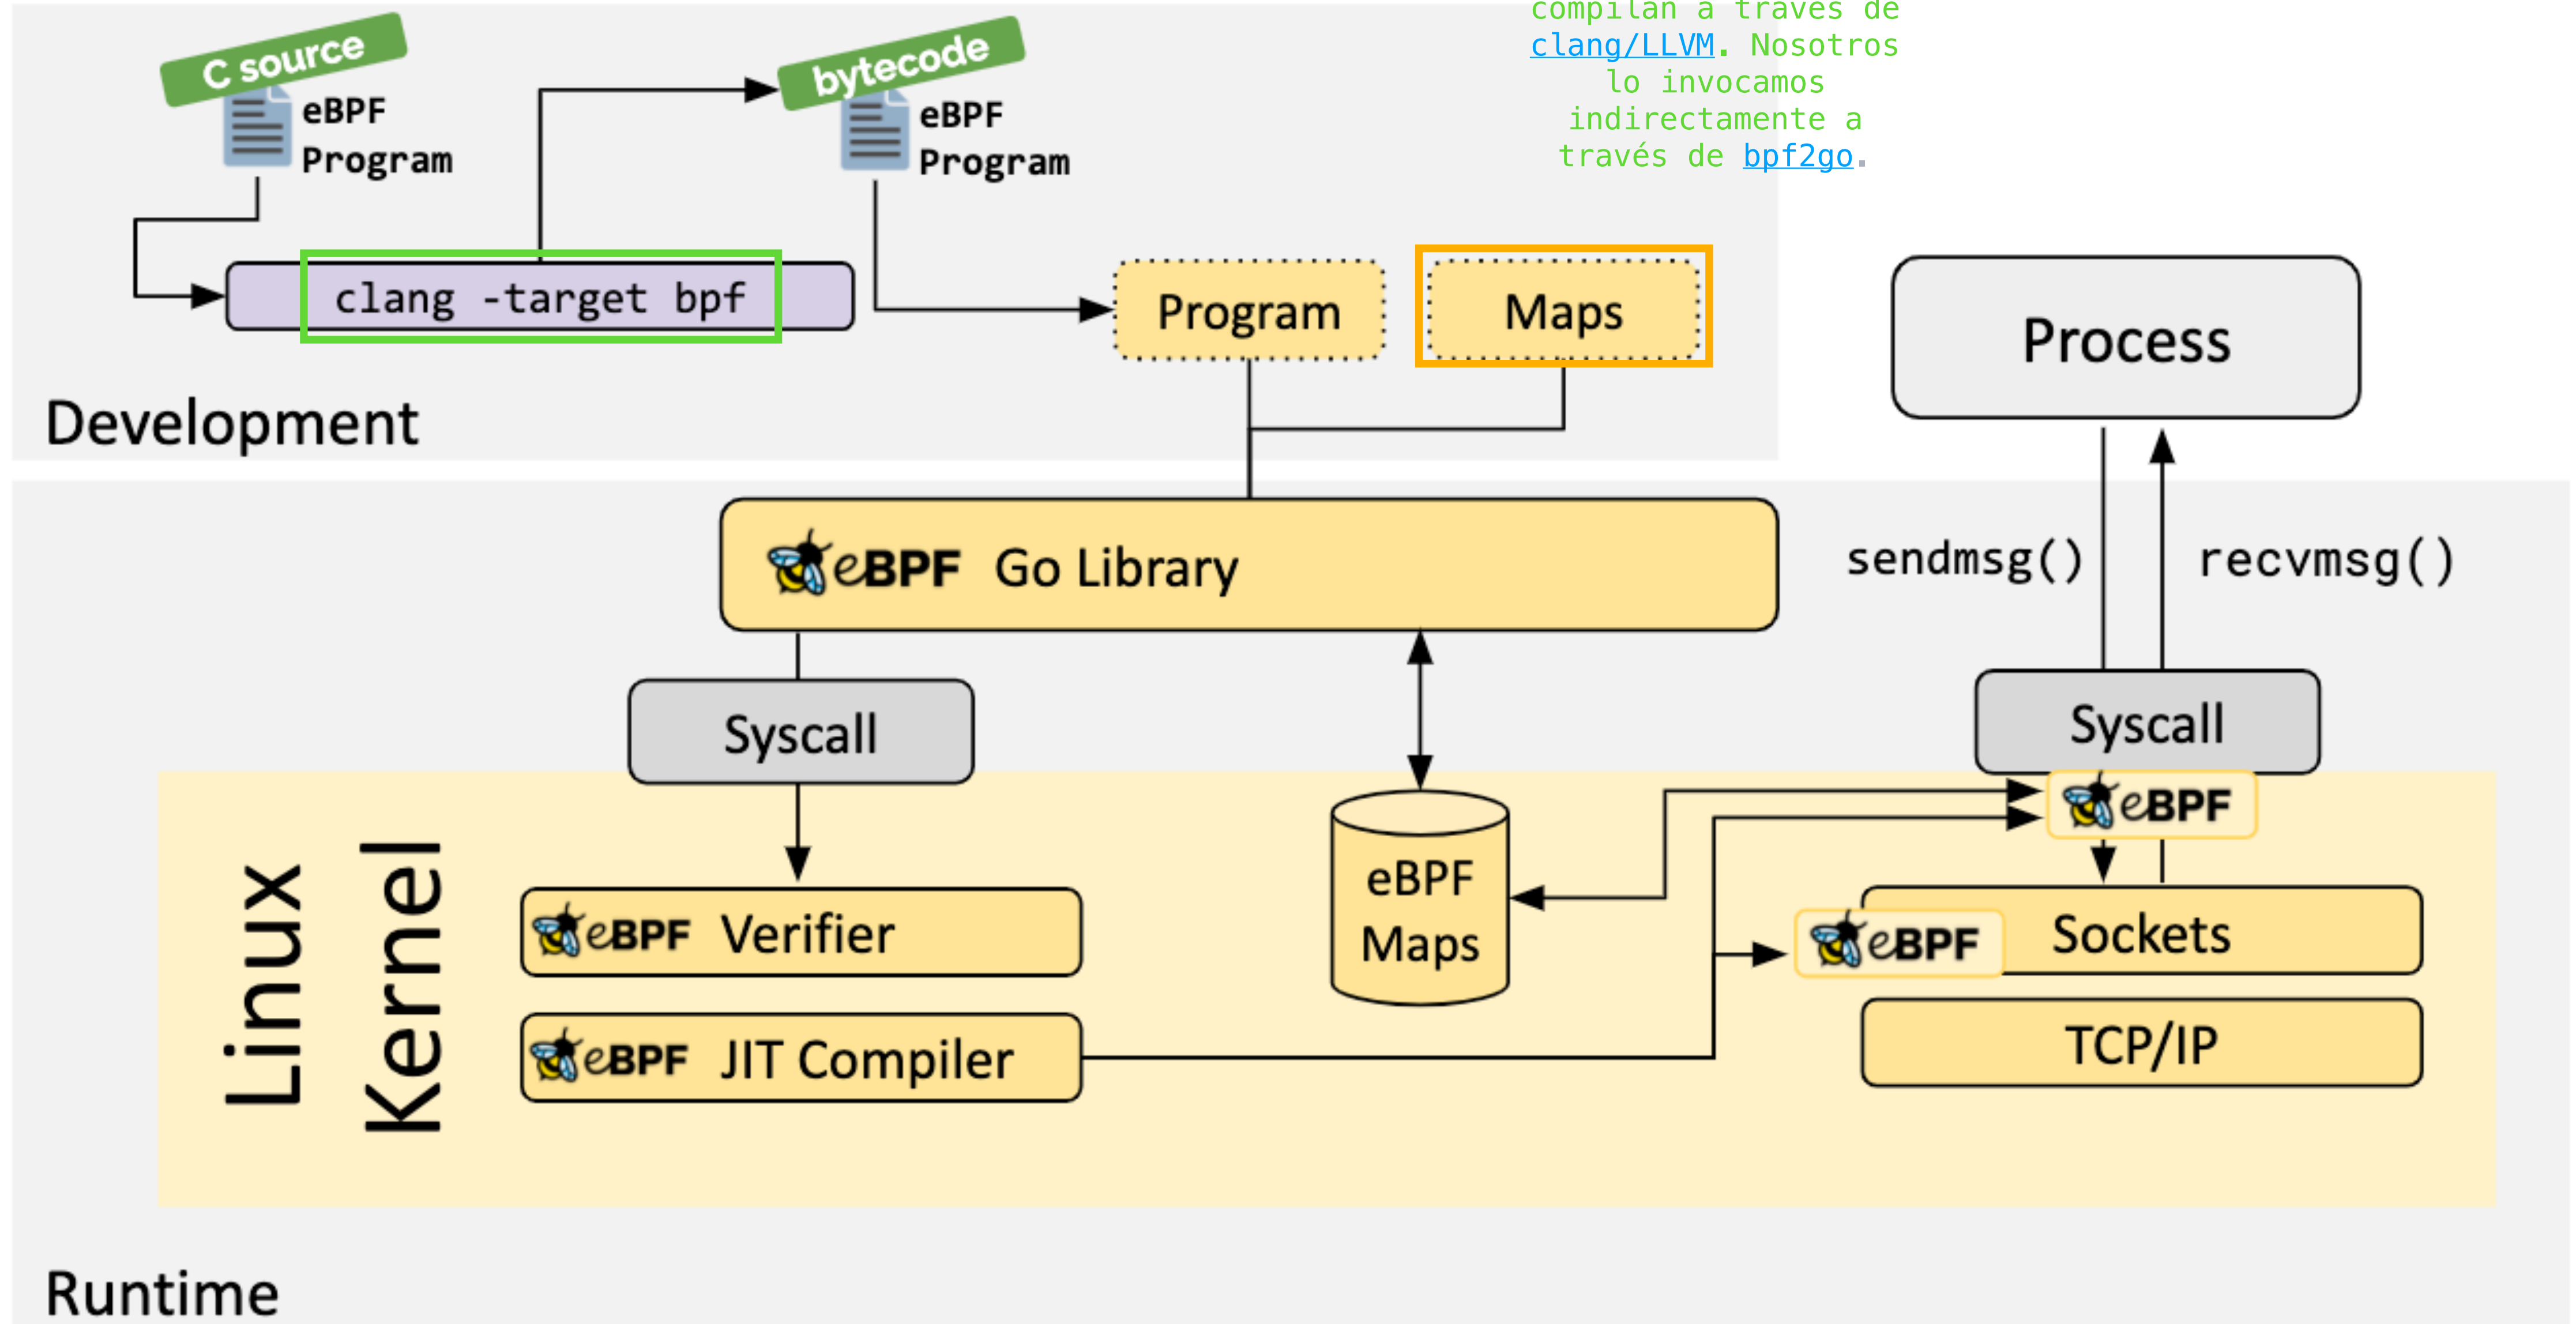 compilan a través de
clang/LLVM. Nosotros
lo invocamos
indirectamente a
través de bpf2go.
C source
eBPF
Program
bytecode
eBPF
Program
clang -target bpf
Program
Maps
Process
Development
eBPF Go Library
sendmsg()
recvmsg()
Syscall
Syscall
eBPF
Linux
Kernel
eBPF Verifier
eBPF
Maps
eBPF
Sockets
eBPF JIT Compiler
TCP/IP
Runtime